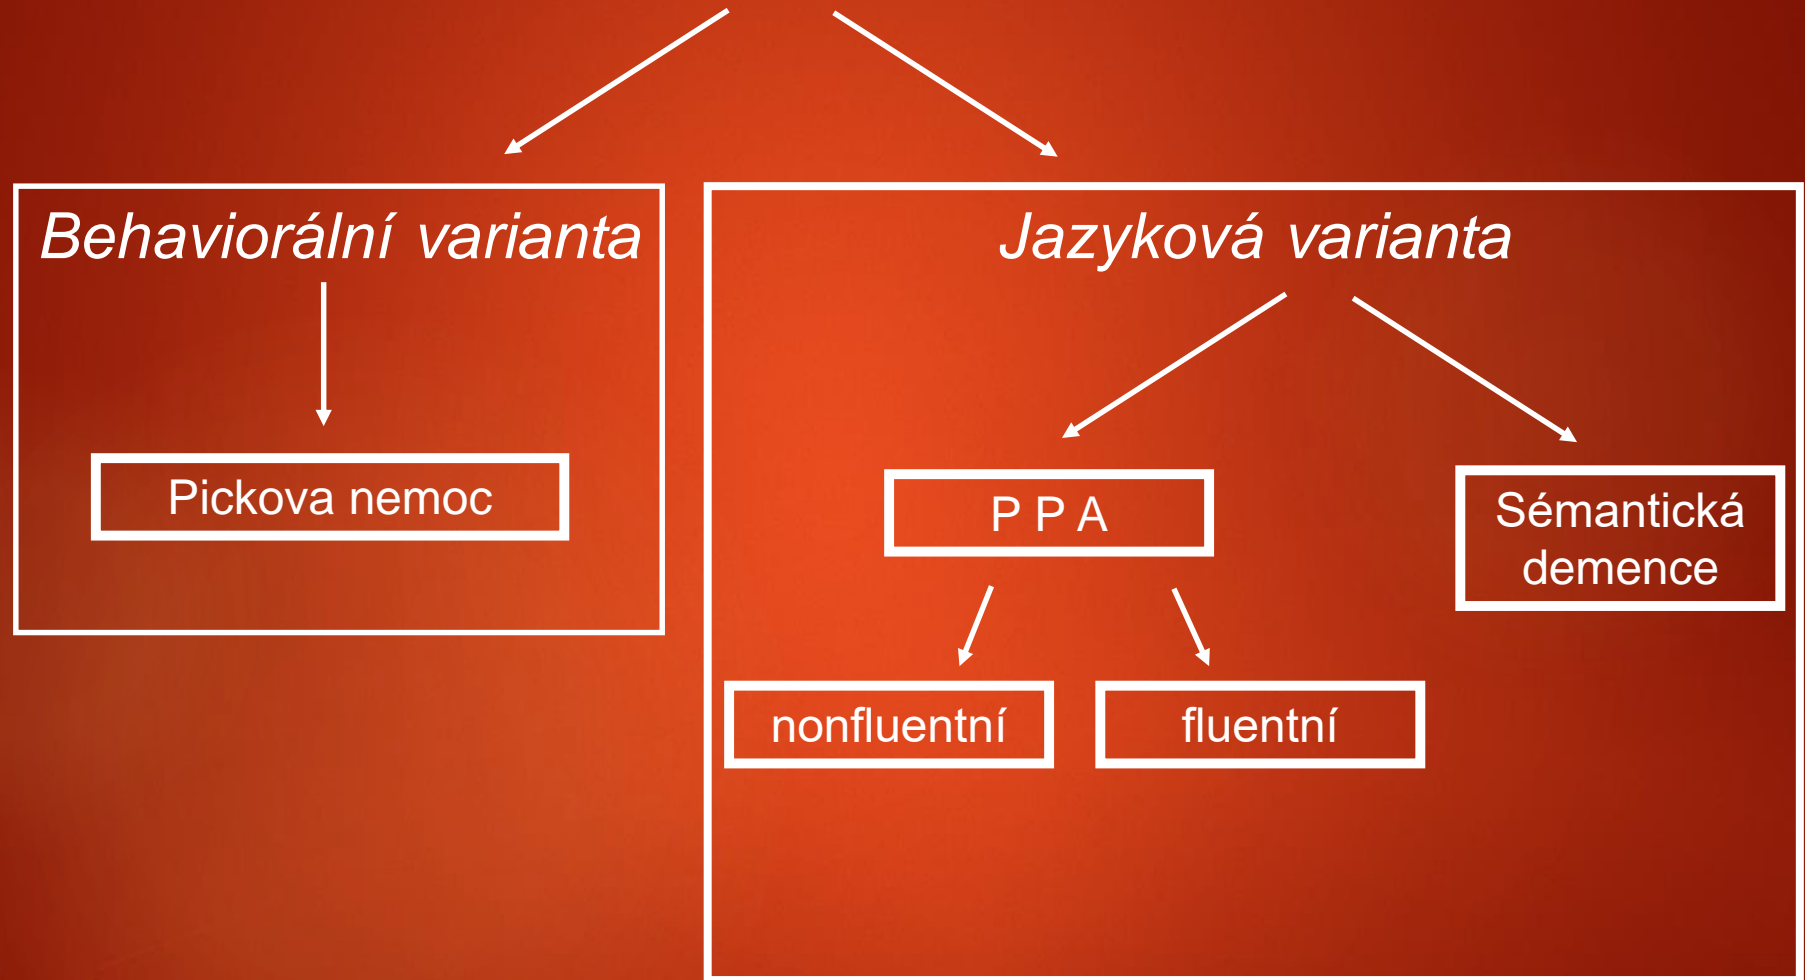 Behaviorální varianta
Jazyková varianta
Pickova nemoc
P P A
Sémantická
demence
nonfluentní
fluentní